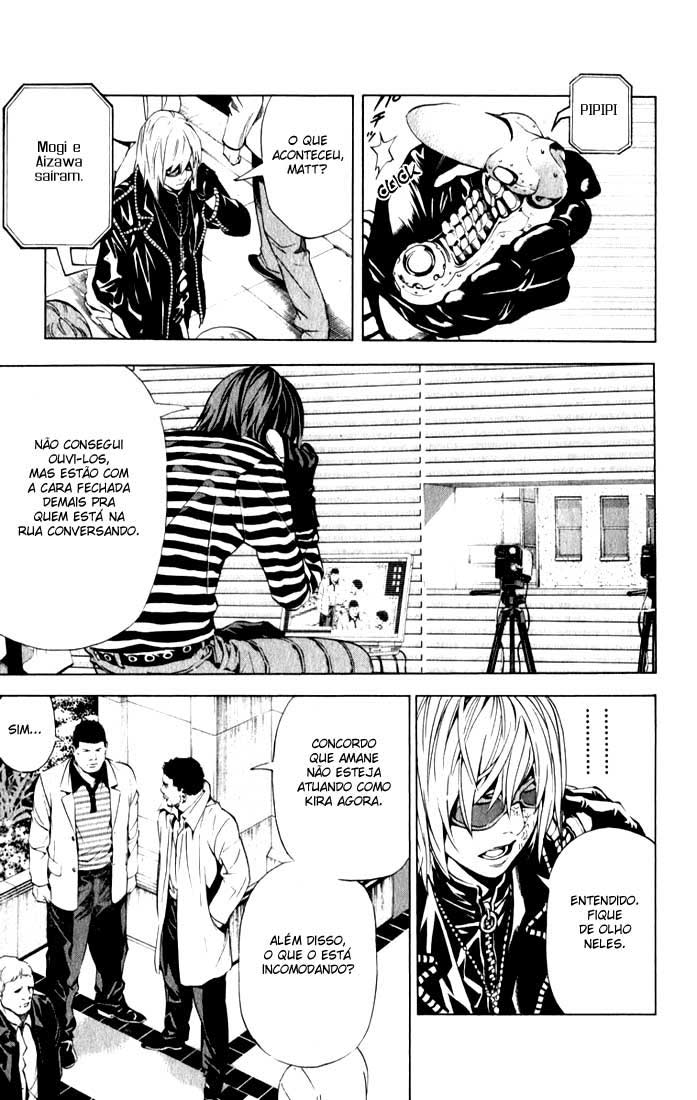 PIPIPI
O QUE
ACONTECEU,
MATT?
Mogi e
Aizawa
saíram.
NÃO CONSEGUI
OUVI-LOS,
MAS ESTÃO COM
A CARA FECHADA
DEMAIS PRA
QUEM ESTÁ NA
RUA CONVERSANDO.
ENTENDIDO.
FIQUE
DE OLHO
NELES.
CONCORDO
QUE AMANE
NÃO ESTEJA
ATUANDO COMO
KIRA AGORA.
ALÉM DISSO,
O QUE O ESTÁ
INCOMODANDO?
SIM...